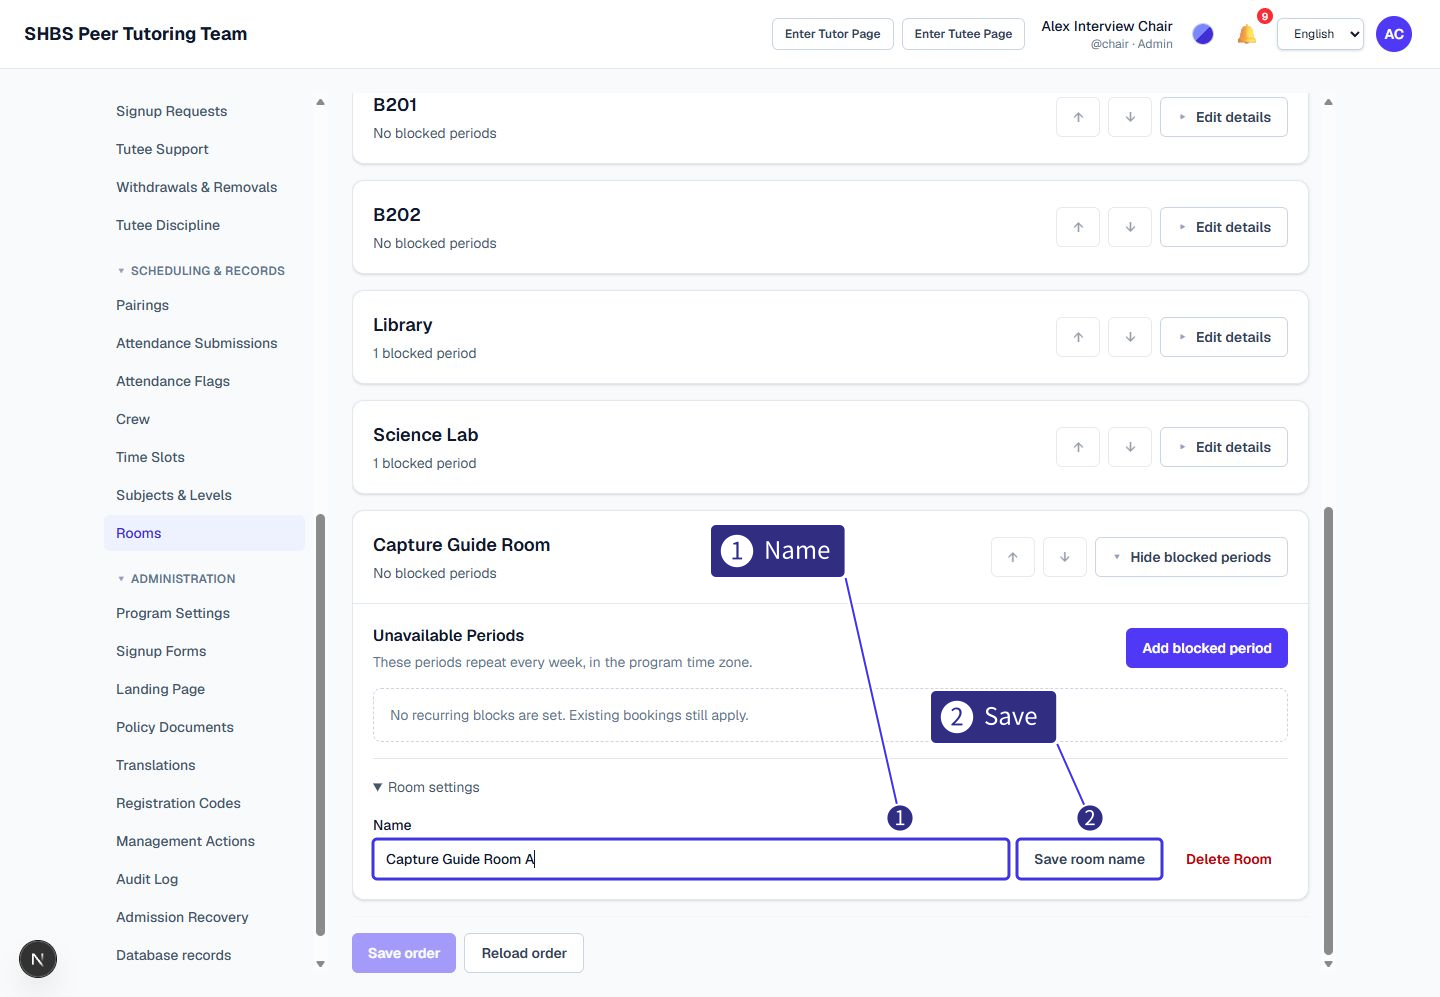 SHBS Peer Tutoring Team
Enter Tutor Page
Enter Tutee Page
Alex Interview Chair
@chair · Admin
9
English
AC
Signup Requests
Tutee Support
Withdrawals & Removals
Tutee Discipline
SCHEDULING & RECORDS
Pairings
Attendance Submissions
Attendance Flags
Crew
Time Slots
Subjects & Levels
Rooms
ADMINISTRATION
Program Settings
Signup Forms
Landing Page
Policy Documents
Translations
Registration Codes
Management Actions
Audit Log
Admission Recovery
Database records
N
B201
No blocked periods
Edit details
B202
No blocked periods
Edit details
Library
1 blocked period
Edit details
Science Lab
1 blocked period
Edit details
Capture Guide Room
No blocked periods
1 Name
Hide blocked periods
Unavailable Periods
These periods repeat every week, in the program time zone.
Add blocked period
No recurring blocks are set. Existing bookings still apply.
2 Save
Room settings
1
2
Name
Capture Guide Room A
Save room name
Delete Room
Save order
Reload order